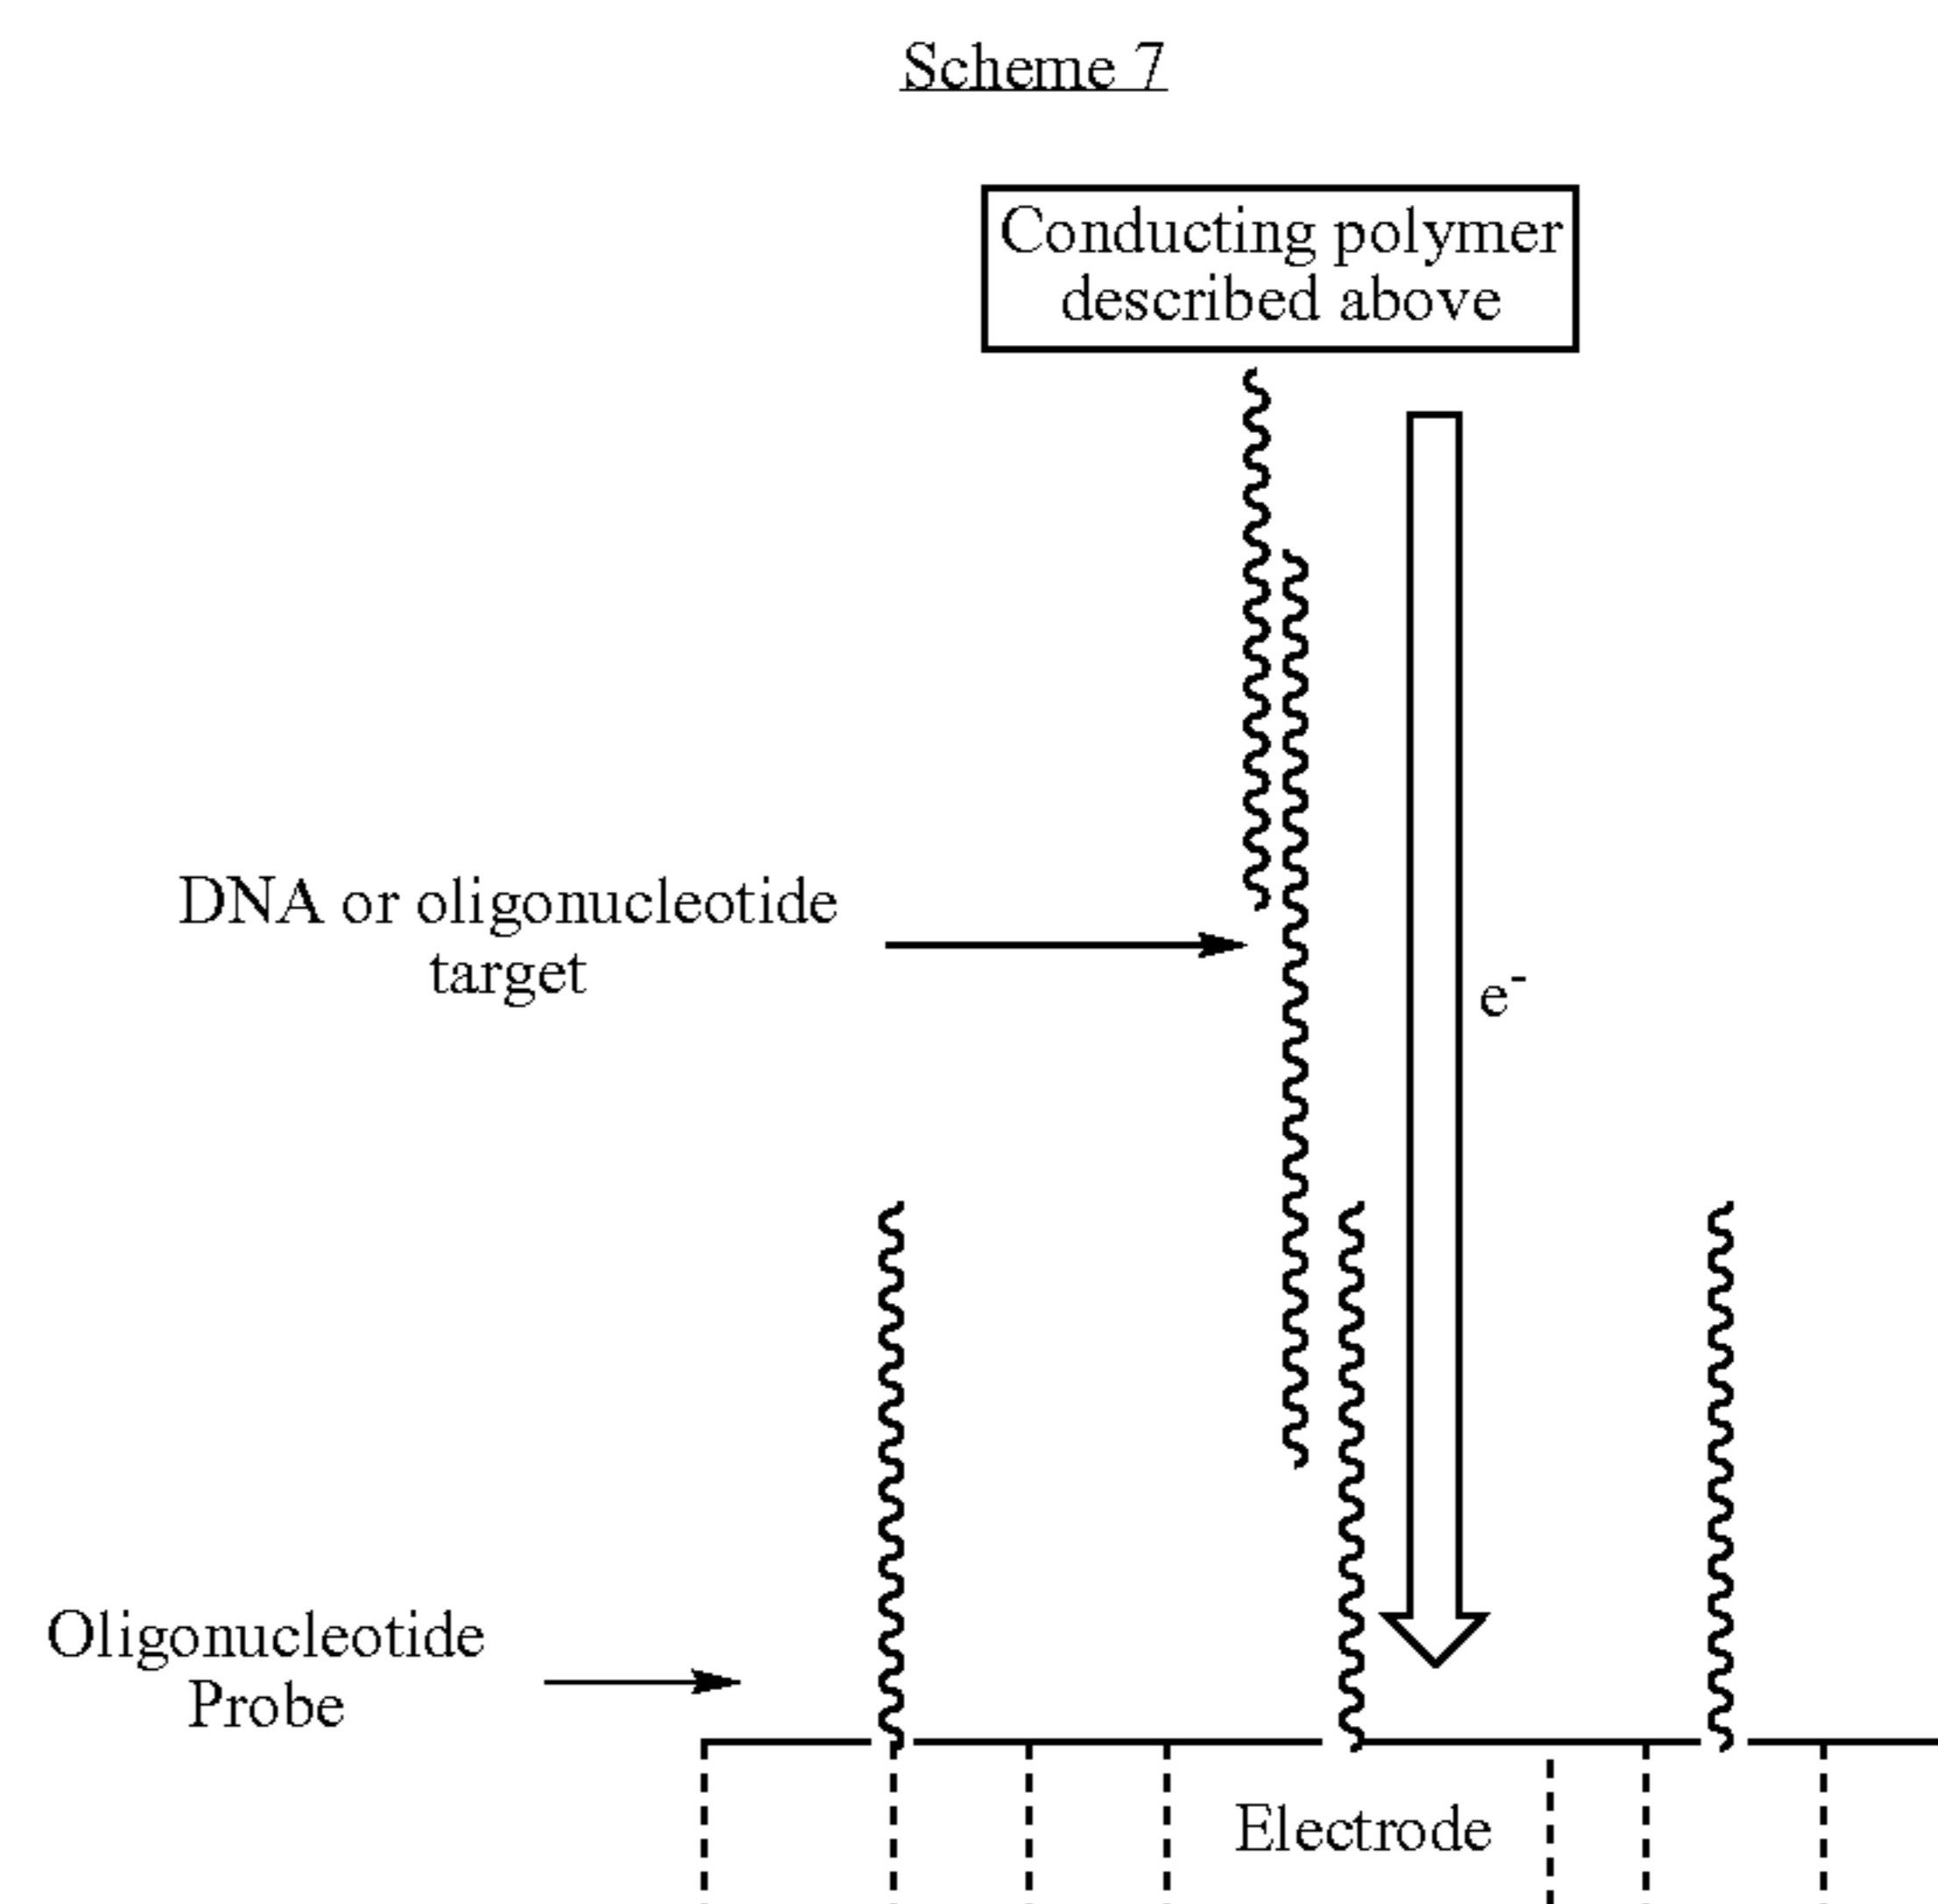 Scheme 7
Conducting polymer
described above
DNA or oligonucleotide
target
e-
Oligonucleotide
Probe
Electrode